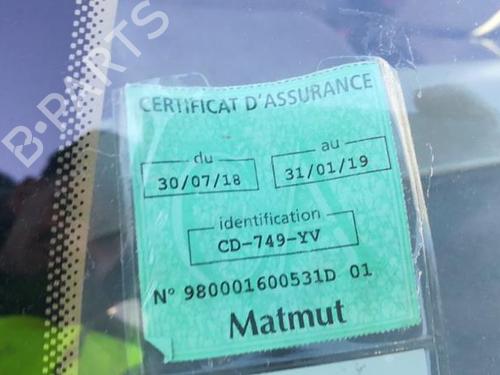 B-PARTS
CERTIFICAT D'ASSURANCE
du
au
30/07/18
31/01/19
identification
CD-749-YV
N° 980001600531D 01
Matmut